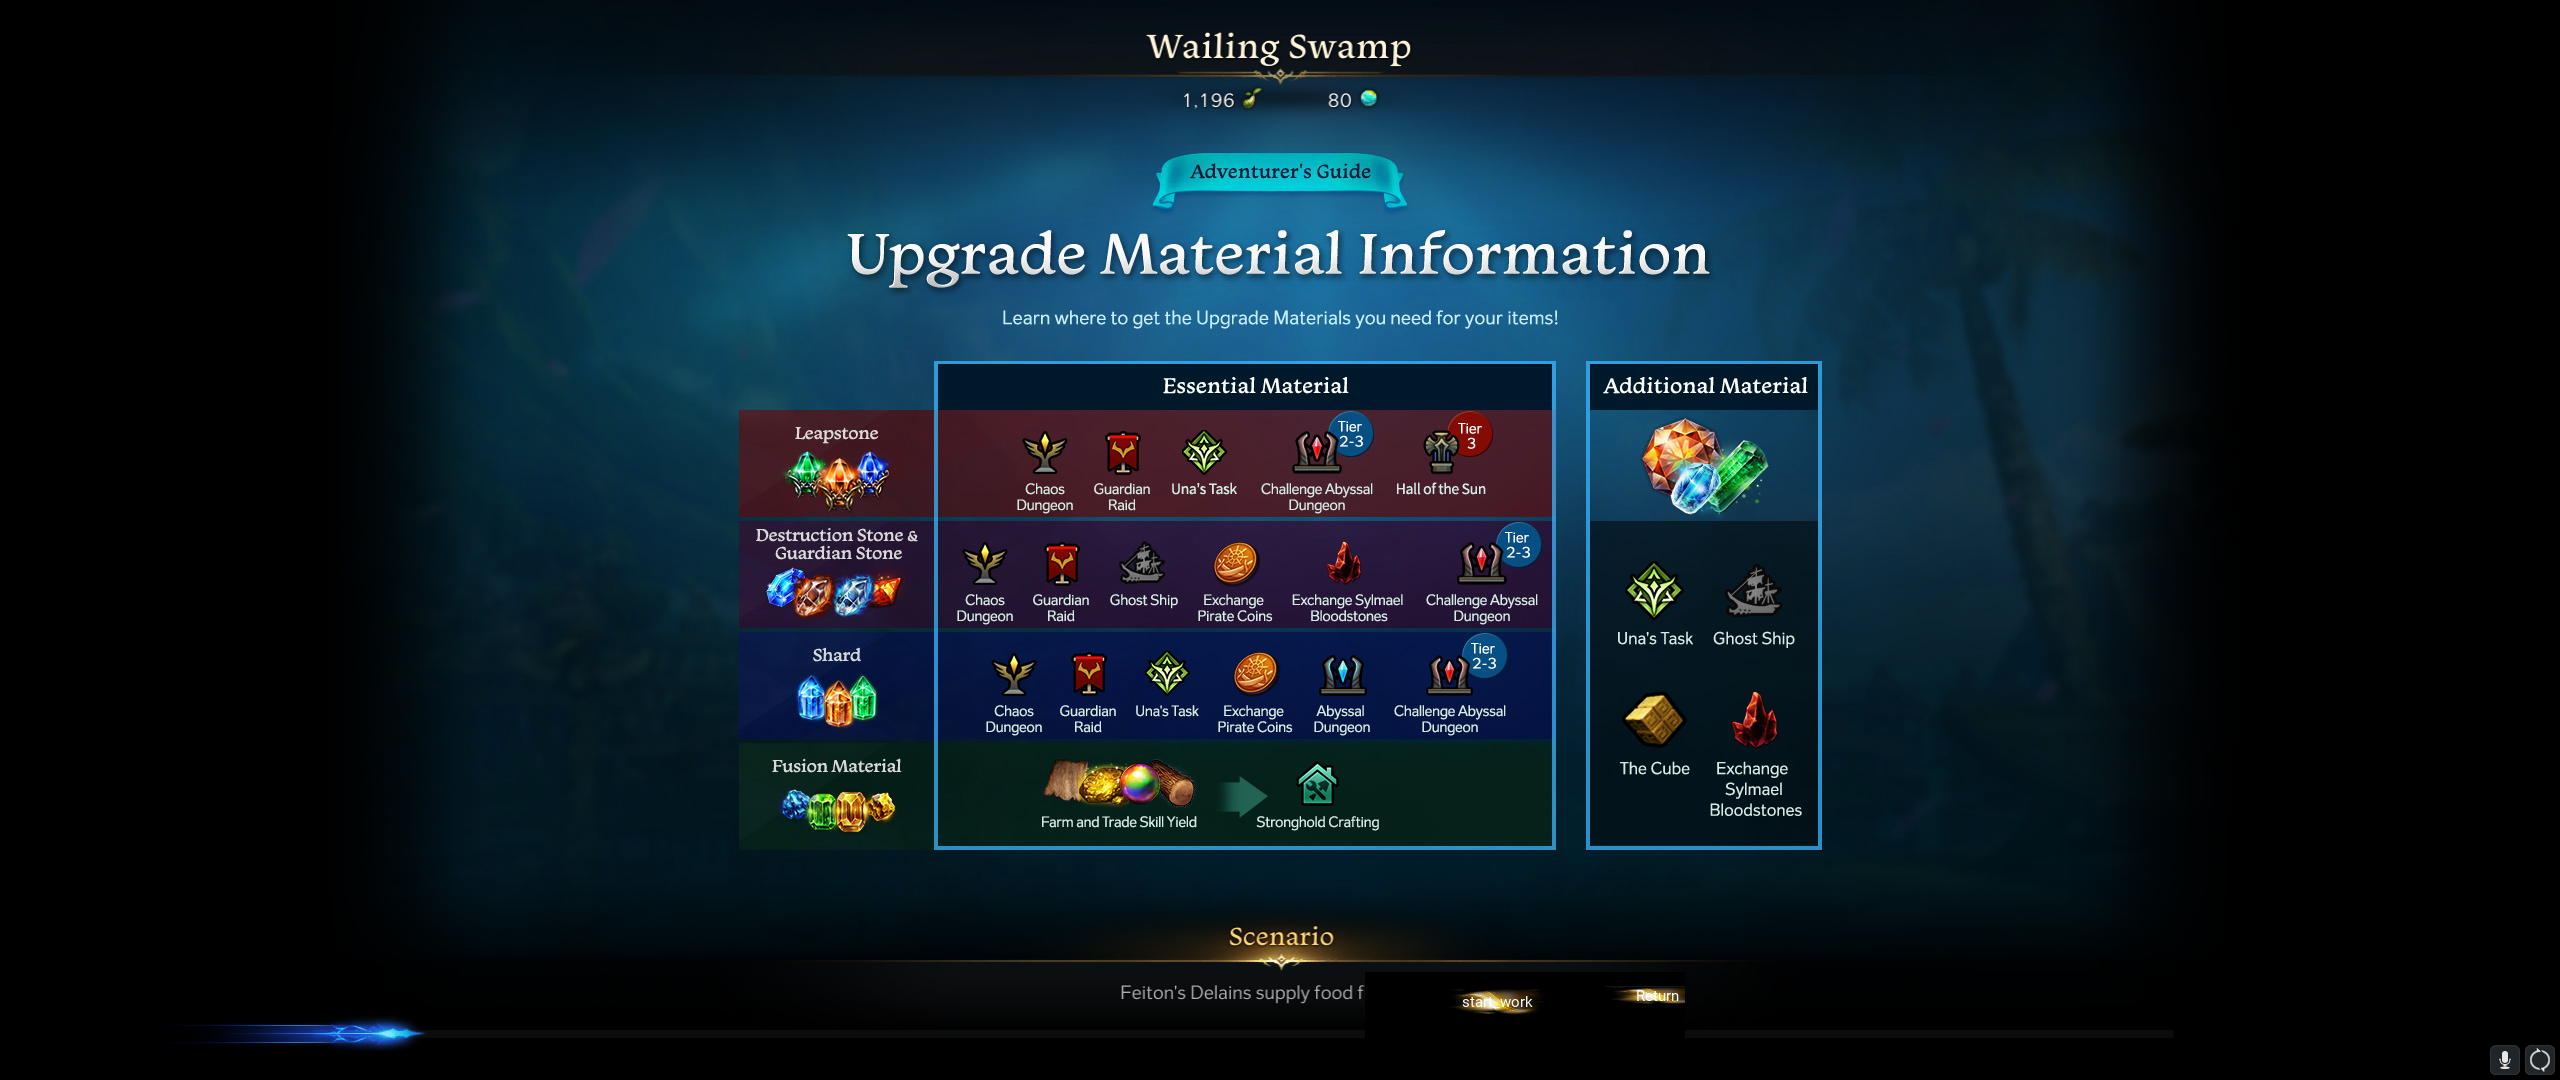 Wailing Swamp
1,196
80
Adventurer's Guide
Upgrade Material Information
Learn where to get the Upgrade Materials you need for your items!
Essential Material
Additional Material
Leapstone
Chaos
Dungeon
Guardian
Raid
Una's Task
Tier
2-3
Challenge Abyssal
Dungeon
Tier
3
Hall of the Sun
Destruction Stone &
Guardian Stone
Chaos
Dungeon
Guardian
Raid
Ghost Ship
Exchange
Pirate Coins
Exchange Sylmael
Bloodstones
Tier
2-3
Challenge Abyssal
Dungeon
Shard
Chaos
Dungeon
Guardian
Raid
Una's Task
Exchange
Pirate Coins
Abyssal
Dungeon
Tier
2-3
Challenge Abyssal
Dungeon
Fusion Material
Farm and Trade Skill Yield
Stronghold Crafting
Una's Task
Ghost Ship
The Cube
Exchange
Sylmael
Bloodstones
Scenario
Feiton's Delains supply food f
start work
Return